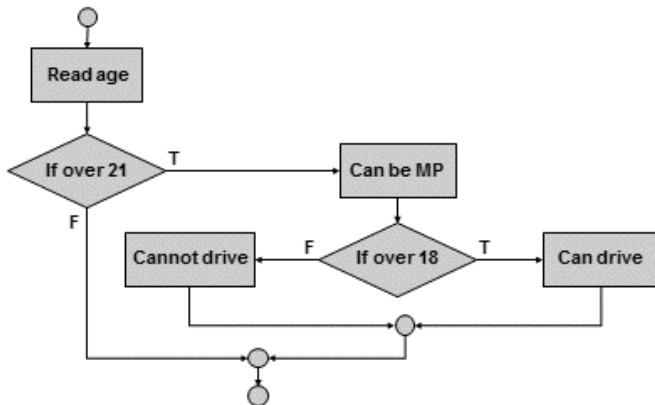 Read age
If over 21
T
Can be MP
F
Cannot drive
F
If over 18
T
Can drive